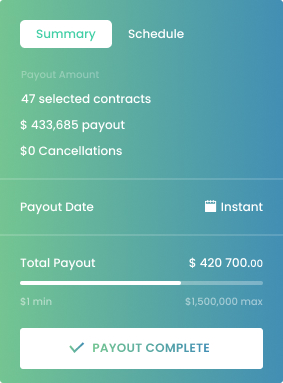 Summary Schedule
Payout Amount
47 selected contracts
$ 433,685 payout
$0 Cancellations
Payout Date Instant
Total Payout $ 420 700.00
$1 min $1,500,000 max
PAYOUT COMPLETE